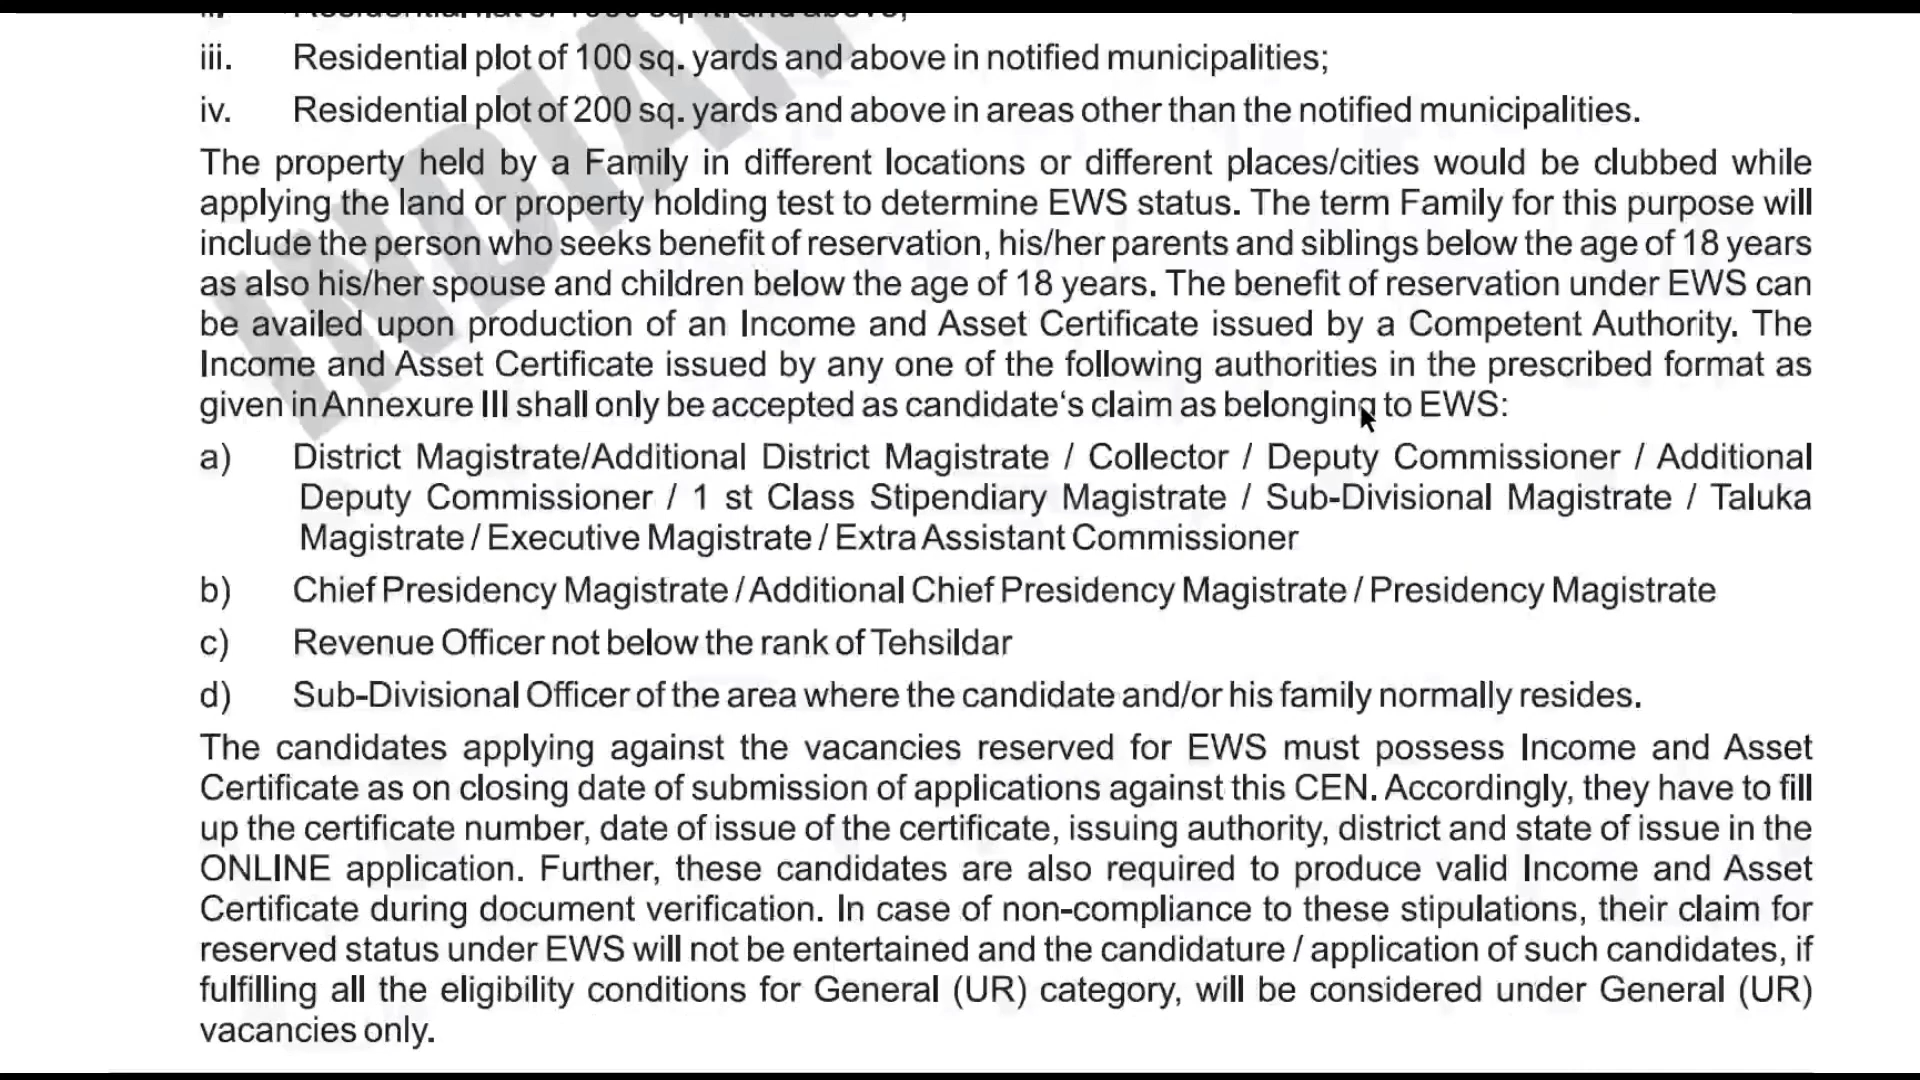 iii. Residential plot of 100 sq. yards and above in notified municipalities;
iv. Residential plot of 200 sq. yards and above in areas other than the notified municipalities.
The property held by a Family in different locations or different places/cities would be clubbed while
applying the land or property holding test to determine EWS status. The term Family for this purpose will
include the person who seeks benefit of reservation, his/her parents and siblings below the age of 18 years
as also his/her spouse and children below the age of 18 years. The benefit of reservation under EWS can
be availed upon production of an Income and Asset Certificate issued by a Competent Authority. The
Income and Asset Certificate issued by any one of the following authorities in the prescribed format as
given in Annexure III shall only be accepted as candidate‘s claim as belonging to EWS:
a) District Magistrate/Additional District Magistrate / Collector / Deputy Commissioner / Additional
Deputy Commissioner / 1 st Class Stipendiary Magistrate / Sub-Divisional Magistrate / Taluka
Magistrate / Executive Magistrate / Extra Assistant Commissioner
b) Chief Presidency Magistrate / Additional Chief Presidency Magistrate / Presidency Magistrate
c) Revenue Officer not below the rank of Tehsildar
d) Sub-Divisional Officer of the area where the candidate and/or his family normally resides.
The candidates applying against the vacancies reserved for EWS must possess Income and Asset
Certificate as on closing date of submission of applications against this CEN. Accordingly, they have to fill
up the certificate number, date of issue of the certificate, issuing authority, district and state of issue in the
ONLINE application. Further, these candidates are also required to produce valid Income and Asset
Certificate during document verification. In case of non-compliance to these stipulations, their claim for
reserved status under EWS will not be entertained and the candidature / application of such candidates, if
fulfilling all the eligibility conditions for General (UR) category, will be considered under General (UR)
vacancies only.
INDIAN